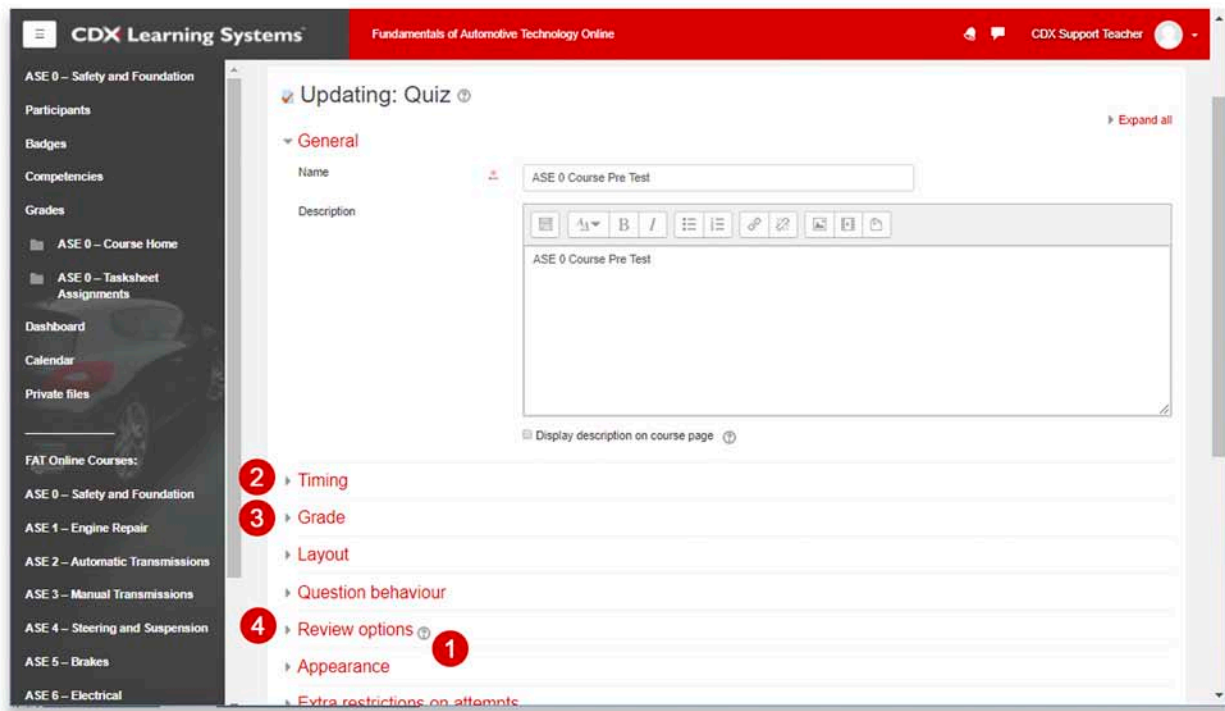 CDX Learning Systems
Fundamentals of Automotive Technology Online
CDX Support Teacher
ASE 0 – Safety and Foundation
Participants
Badges
Competencies
Grades
ASE 0 – Course Home
ASE 0 – Tasksheet
Assignments
Dashboard
Calendar
Private files
FAT Online Courses:
ASE 0 – Safety and Foundation
ASE 1 – Engine Repair
ASE 2 – Automatic Transmissions
ASE 3 – Manual Transmissions
ASE 4 – Steering and Suspension
ASE 5 – Brakes
ASE 6 – Electrical
Updating: Quiz
Expand all
General
Name
ASE 0 Course Pre Test
Description
B I
ASE 0 Course Pre Test
Display description on course page
2 Timing
3 Grade
Layout
Question behaviour
4 Review options
1
Appearance
Extra restrictions on attempts